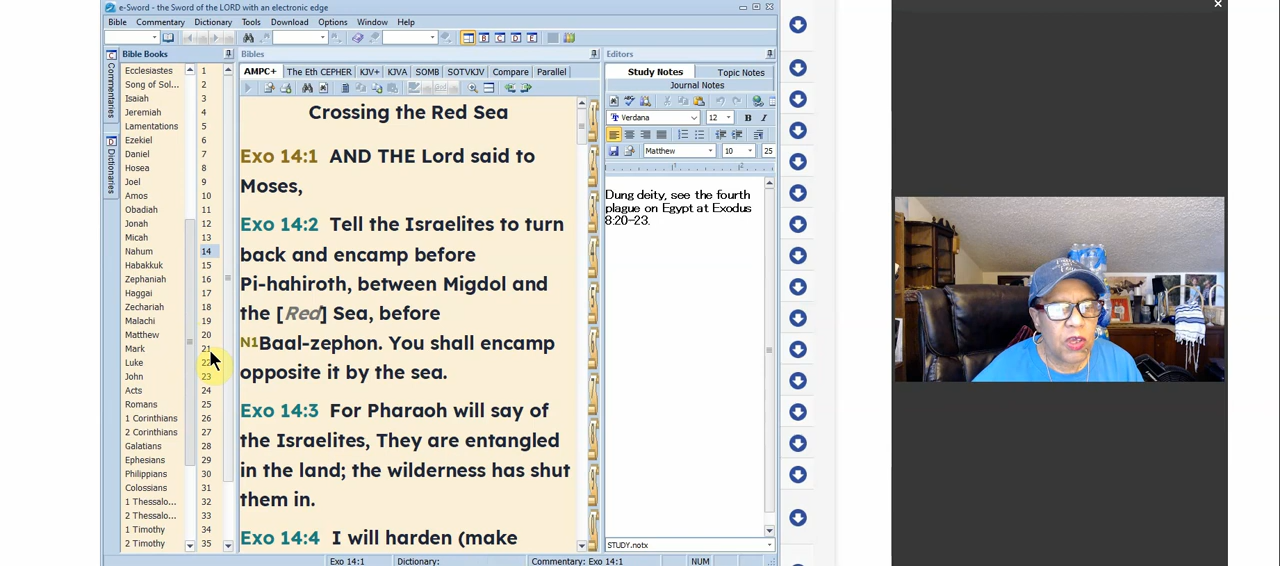 e-Sword - the Sword of the LORD with an electronic edge
Bible Commentary Dictionary Tools Download Options Window Help
Bible Books
Commentaries
Dictionaries
Ecclesiastes 1
Song of Sol... 2
Isaiah 3
Jeremiah 4
Lamentations 5
Ezekiel 6
Daniel 7
Hosea 8
Joel 9
Amos 10
Obadiah 11
Jonah 12
Micah 13
Nahum 14
Habakkuk 15
Zephaniah 16
Haggai 17
Zechariah 18
Malachi 19
Matthew 20
Mark 21
Luke 22
John 23
Acts 24
Romans 25
1 Corinthians 26
2 Corinthians 27
Galatians 28
Ephesians 29
Philippians 30
Colossians 31
1 Thessalo... 32
2 Thessalo... 33
1 Timothy 34
2 Timothy 35
Bibles
AMPC+ The Eth CEPHER KJV+ KJVA SOMB SOTVKJV Compare Parallel
Crossing the Red Sea
Exo 14:1 AND THE Lord said to
Moses,
Exo 14:2 Tell the Israelites to turn
back and encamp before
Pi-hahiroth, between Migdol and
the [Red] Sea, before
N1Baal-zephon. You shall encamp
opposite it by the sea.
Exo 14:3 For Pharaoh will say of
the Israelites, They are entangled
in the land; the wilderness has shut
them in.
Exo 14:4 I will harden (make
Editors
Study Notes Topic Notes
Journal Notes
Verdana 12 B I
Matthew 10 25
Dung deity, see the fourth
plague on Egypt at Exodus
8:20-23.
STUDY.notx
Exo 14:1 Dictionary: Commentary: Exo 14:1 NUM